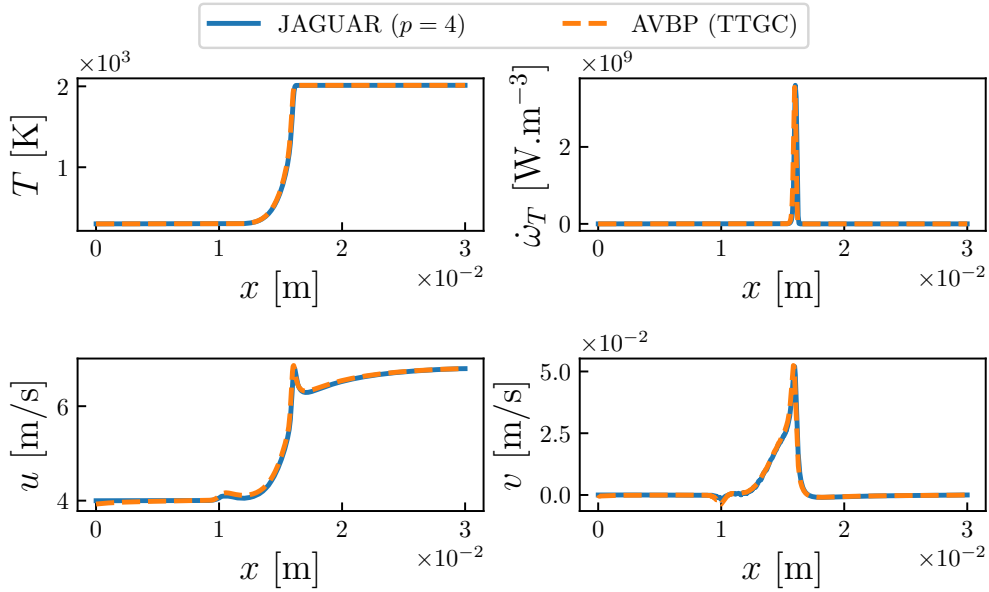 JAGUAR (p = 4)
AVBP (TTGC)
×10³
T [K]
2
1
0 1 2 3
×10⁻²
x [m]
×10⁹
ω̇_T [W.m⁻³]
2
0
0 1 2 3
×10⁻²
x [m]
u [m/s]
6
4
0 1 2 3
×10⁻²
x [m]
×10⁻²
v [m/s]
5.0
2.5
0.0
0 1 2 3
×10⁻²
x [m]